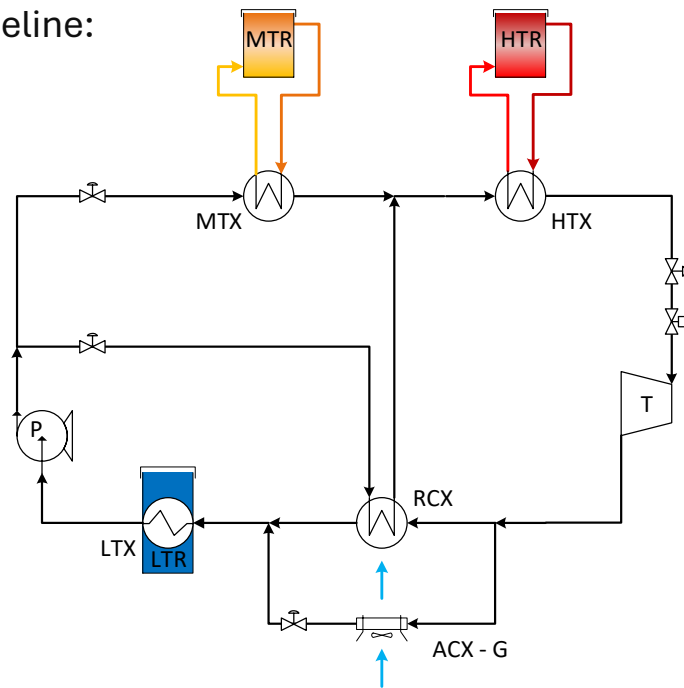 eline:
MTR
HTR
MTX
HTX
T
P
RCX
LTX
LTR
ACX - G